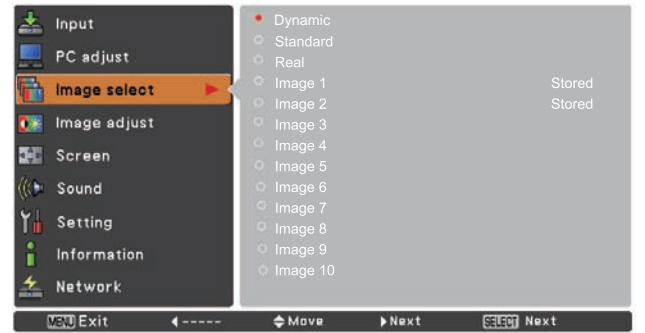 Input
PC adjust
Image select
Image adjust
Screen
Sound
Setting
Information
Network
Dynamic
Standard
Real
Image 1 Stored
Image 2 Stored
Image 3
Image 4
Image 5
Image 6
Image 7
Image 8
Image 9
Image 10
MENU Exit ◀----- Move ▶Next SELECT Next